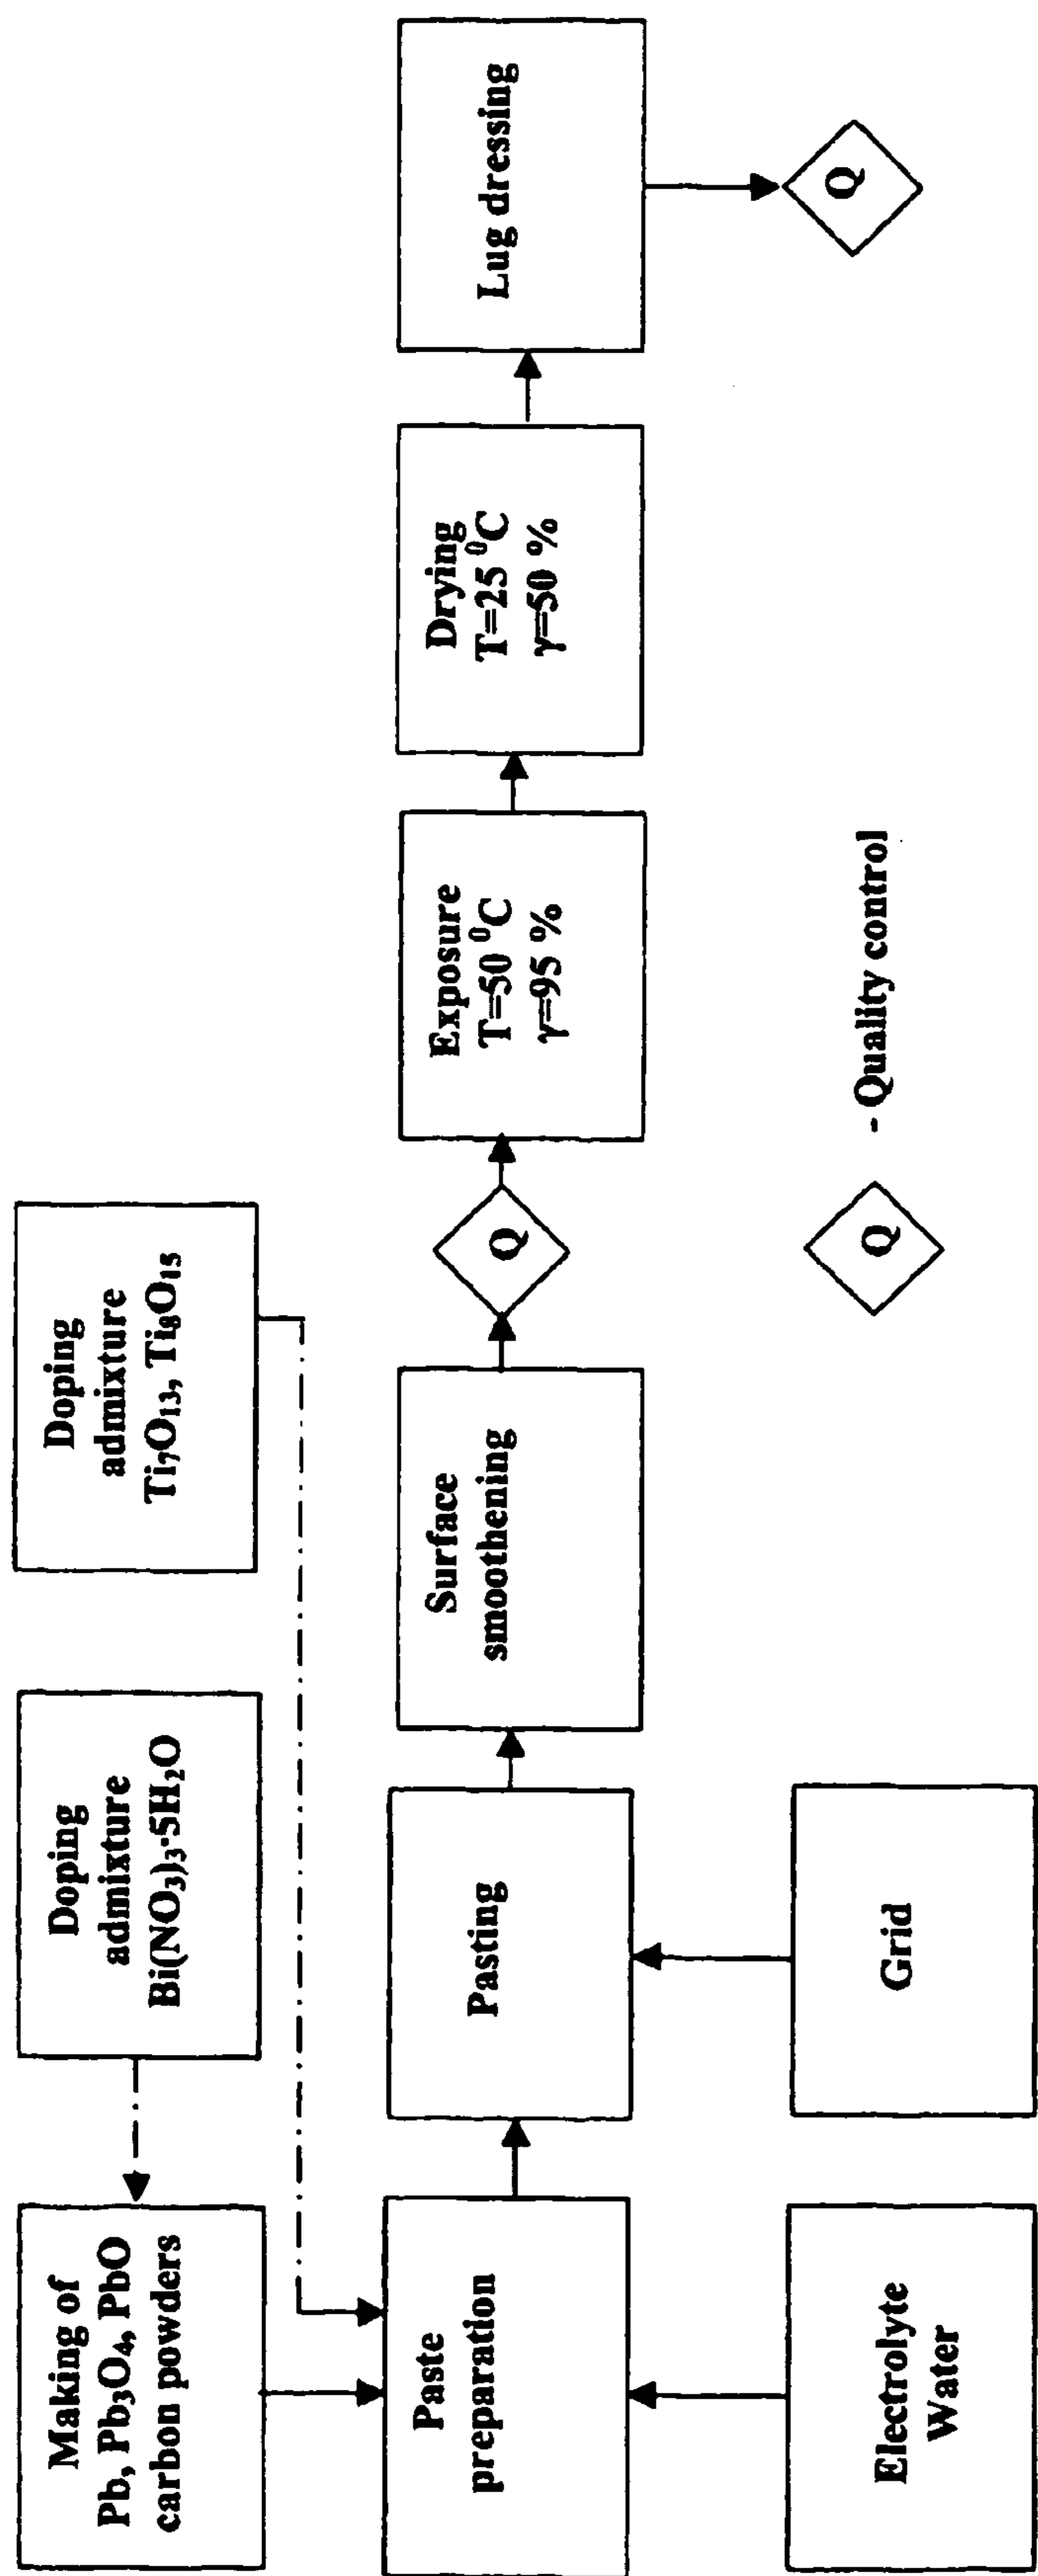 Making of
Pb, Pb₃O₄, PbO
carbon powders
Doping
admixture
Bi(NO₃)₃·5H₂O
Doping
admixture
Ti₇O₁₃, Ti₈O₁₅
Paste
preparation
Pasting
Surface
smoothening
Q
Exposure
T=50 ⁰C
γ=95 %
Drying
T=25 ⁰C
γ=50 %
Lug dressing
Electrolyte
Water
Grid
Q
- Quality control
Q